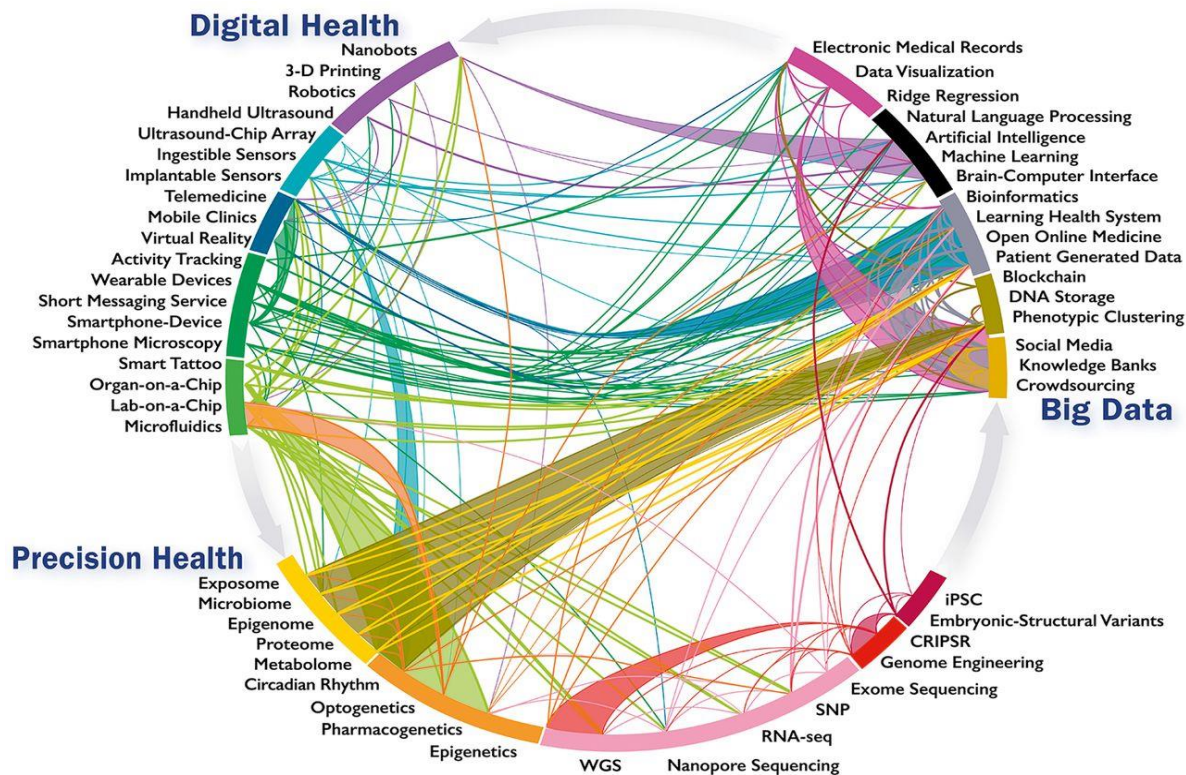 Digital Health
Nanobots
3-D Printing
Robotics
Handheld Ultrasound
Ultrasound-Chip Array
Ingestible Sensors
Implantable Sensors
Telemedicine
Mobile Clinics
Virtual Reality
Activity Tracking
Wearable Devices
Short Messaging Service
Smartphone-Device
Smartphone Microscopy
Smart Tattoo
Organ-on-a-Chip
Lab-on-a-Chip
Microfluidics
Electronic Medical Records
Data Visualization
Ridge Regression
Natural Language Processing
Artificial Intelligence
Machine Learning
Brain-Computer Interface
Bioinformatics
Learning Health System
Open Online Medicine
Patient Generated Data
Blockchain
DNA Storage
Phenotypic Clustering
Social Media
Knowledge Banks
Crowdsourcing
Big Data
Precision Health
Exposome
Microbiome
Epigenome
Proteome
Metabolome
Circadian Rhythm
Optogenetics
Pharmacogenetics
Epigenetics
WGS
Nanopore Sequencing
RNA-seq
SNP
Exome Sequencing
Genome Engineering
CRIPSR
Embryonic-Structural Variants
iPSC